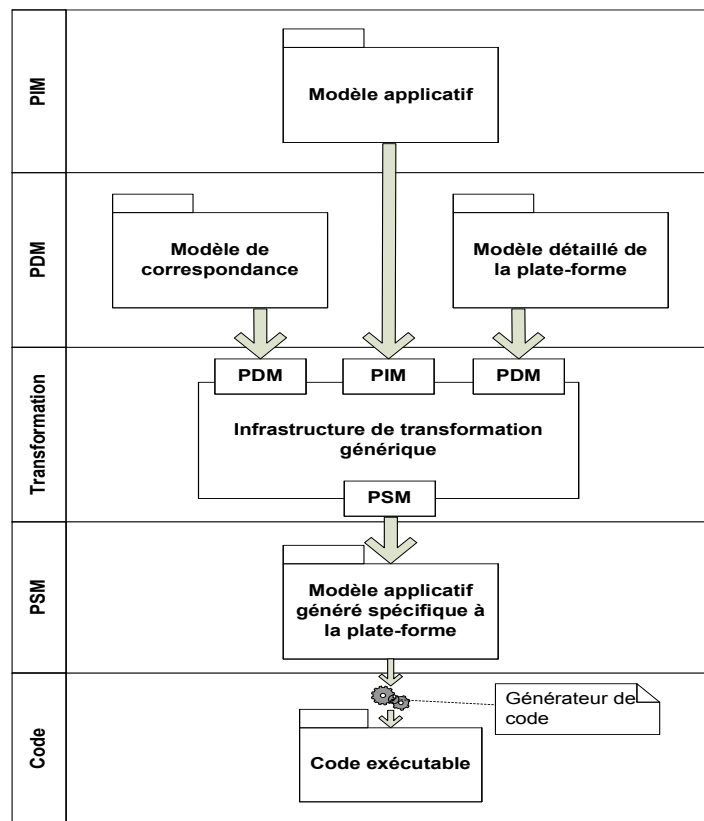 PIM
Modèle applicatif
PDM
Modèle de
correspondance
Modèle détaillé de
la plate-forme
Transformation
PDM
PIM
PDM
Infrastructure de transformation
générique
PSM
PSM
Modèle applicatif
généré spécifique à
la plate-forme
Code
Générateur de
code
Code exécutable